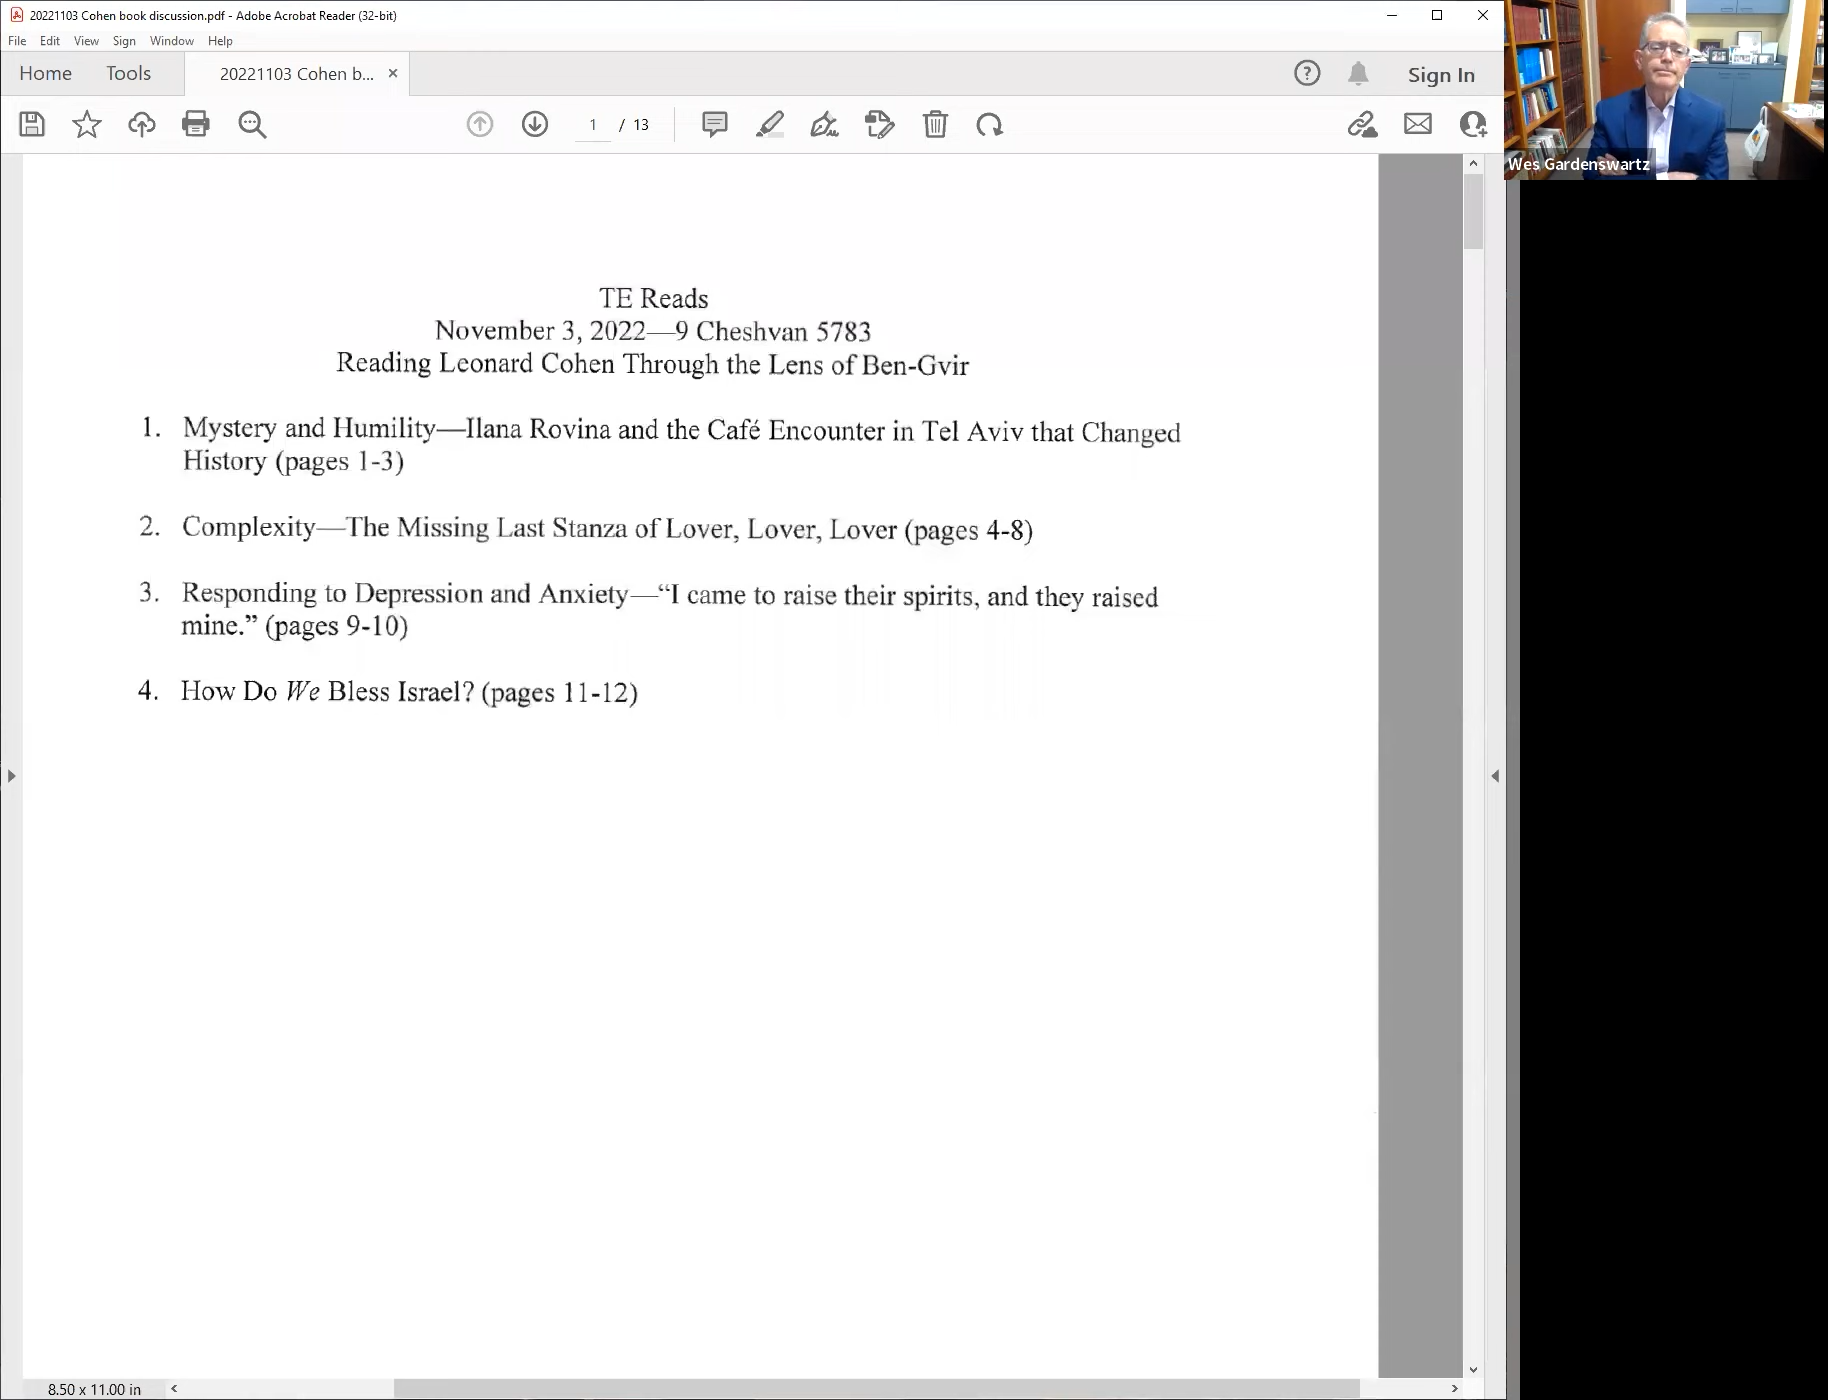 20221103 Cohen book discussion.pdf - Adobe Acrobat Reader (32-bit)
File Edit View Sign Window Help
Home Tools 20221103 Cohen b... × Sign In
1 / 13
Wes Gardenswartz
TE Reads
November 3, 2022—9 Cheshvan 5783
Reading Leonard Cohen Through the Lens of Ben-Gvir
1. Mystery and Humility—Ilana Rovina and the Café Encounter in Tel Aviv that Changed
History (pages 1-3)
2. Complexity—The Missing Last Stanza of Lover, Lover, Lover (pages 4-8)
3. Responding to Depression and Anxiety—“I came to raise their spirits, and they raised
mine.” (pages 9-10)
4. How Do We Bless Israel? (pages 11-12)
8.50 x 11.00 in